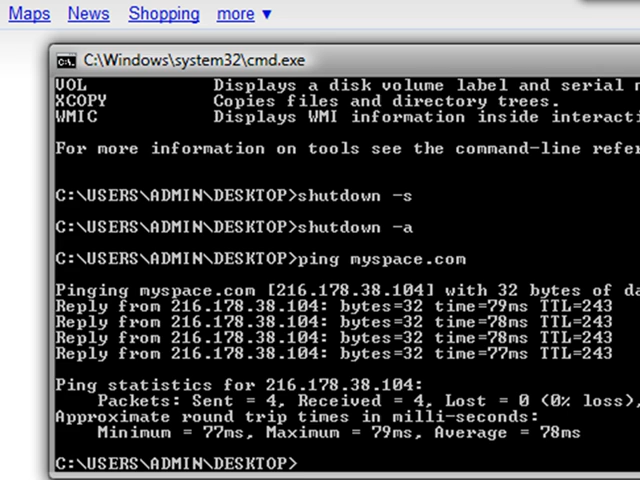 Maps News Shopping more ▼
C:\Windows\system32\cmd.exe
VOL Displays a disk volume label and serial
XCOPY Copies files and directory trees.
WMIC Displays WMI information inside
For more information on tools see the command-line
C:\USERS\ADMIN\DESKTOP>shutdown -s
C:\USERS\ADMIN\DESKTOP>shutdown -a
C:\USERS\ADMIN\DESKTOP>ping myspace.com
Pinging myspace.com [216.178.38.104] with 32 bytes of
Reply from 216.178.38.104: bytes=32 time=79ms TTL=243
Reply from 216.178.38.104: bytes=32 time=78ms TTL=243
Reply from 216.178.38.104: bytes=32 time=78ms TTL=243
Reply from 216.178.38.104: bytes=32 time=77ms TTL=243
Ping statistics for 216.178.38.104:
Packets: Sent = 4, Received = 4, Lost = 0 (0% loss),
Approximate round trip times in milli-seconds:
Minimum = 77ms, Maximum = 79ms, Average = 78ms
C:\USERS\ADMIN\DESKTOP>